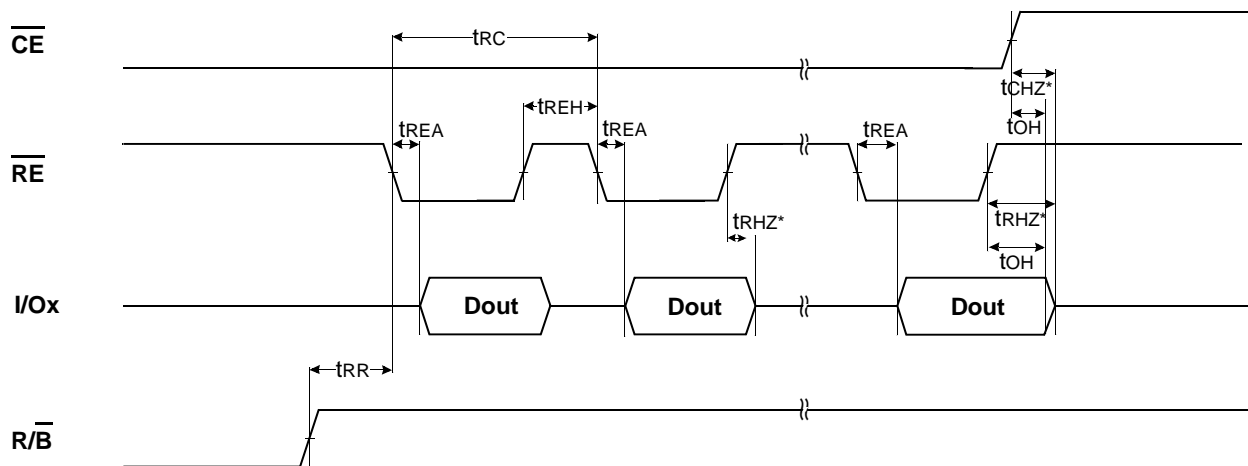 CE
tRC
tCHZ*
tREH
tOH
tREA
tREA
tREA
RE
tRHZ*
tRHZ*
tOH
I/Ox
Dout
Dout
Dout
tRR
R/B